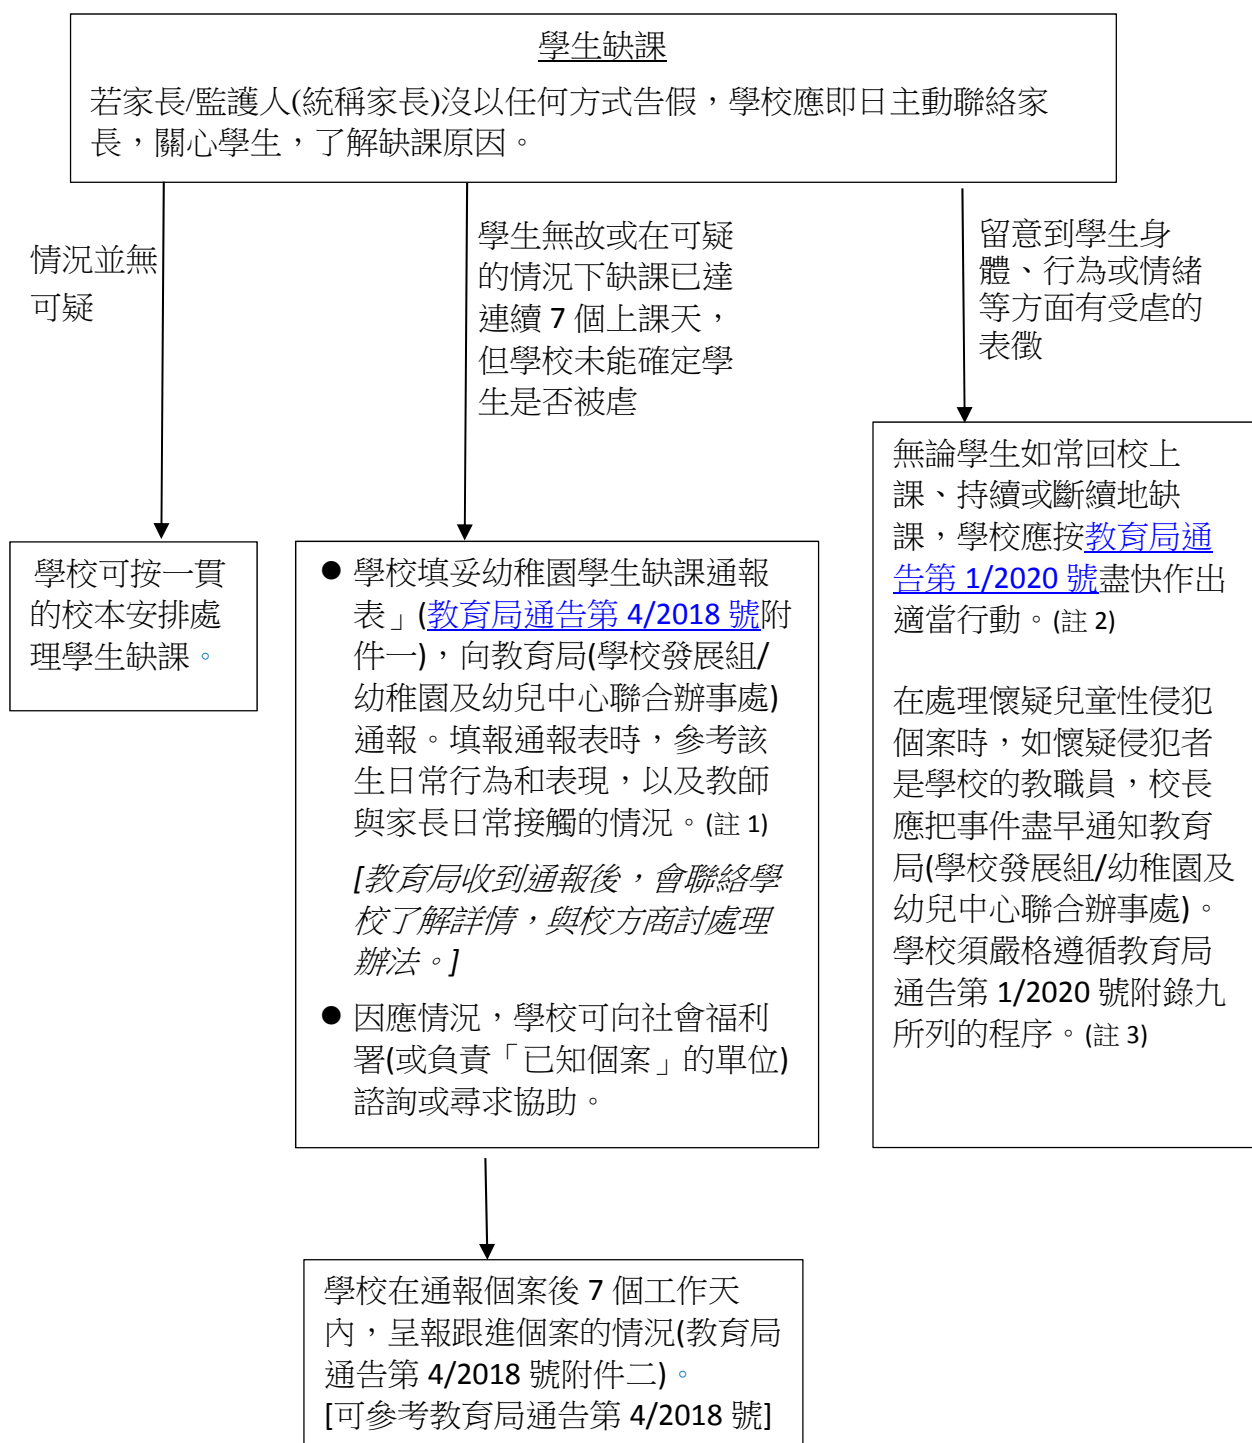 學生缺課
若家長/監護人(統稱家長)沒以任何方式告假，學校應即日主動聯絡家
長，關心學生，了解缺課原因。
情況並無
可疑
學生無故或在可疑
的情況下缺課已達
連續 7 個上課天，
但學校未能確定學
生是否被虐
留意到學生身
體、行為或情緒
等方面有受虐的
表徵
學校可按一貫
的校本安排處
理學生缺課。
● 學校填妥幼稚園學生缺課通報
表」(教育局通告第 4/2018 號附
件一)，向教育局(學校發展組/
幼稚園及幼兒中心聯合辦事處)
通報。填報通報表時，參考該
生日常行為和表現，以及教師
與家長日常接觸的情況。(註 1)
[教育局收到通報後，會聯絡學
校了解詳情，與校方商討處理
辦法。]
● 因應情況，學校可向社會福利
署(或負責「已知個案」的單位)
諮詢或尋求協助。
無論學生如常回校上
課、持續或斷續地缺
課，學校應按教育局通
告第 1/2020 號盡快作出
適當行動。(註 2)
在處理懷疑兒童性侵犯
個案時，如懷疑侵犯者
是學校的教職員，校長
應把事件盡早通知教育
局(學校發展組/幼稚園及
幼兒中心聯合辦事處)。
學校須嚴格遵循教育局
通告第 1/2020 號附錄九
所列的程序。(註 3)
學校在通報個案後 7 個工作天
內，呈報跟進個案的情況(教育局
通告第 4/2018 號附件二)。
[可參考教育局通告第 4/2018 號]